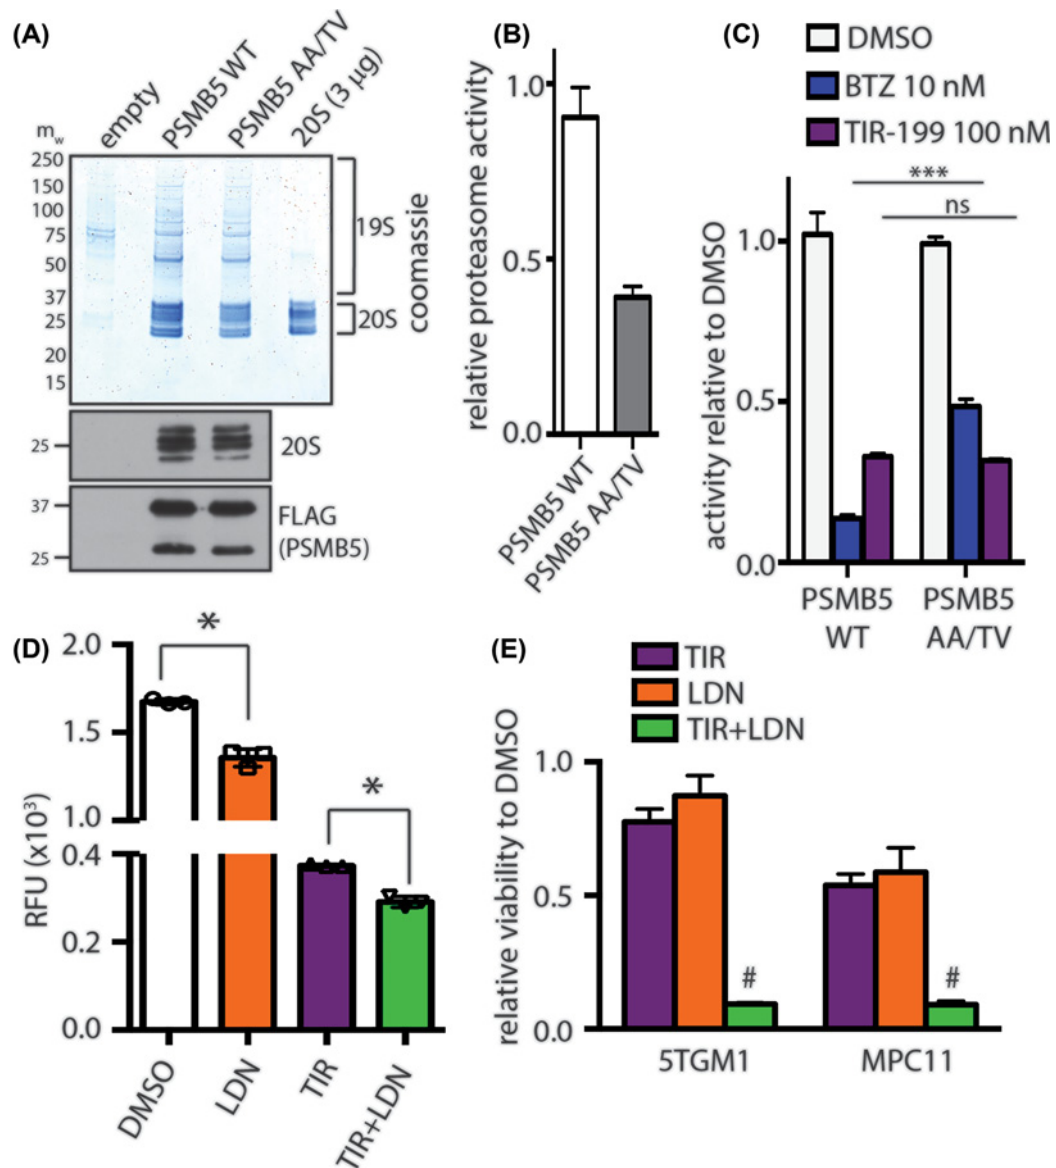 (A)
empty
PSMB5 WT
PSMB5 AA/TV
20S (3 µg)
mw
250
150
100
75
50
37
25
20
15
19S
20S
coomassie
25
20S
37
25
FLAG
(PSMB5)
(B)
relative proteasome activity
1.0
0.5
0.0
PSMB5 WT
PSMB5 AA/TV
(C)
DMSO
BTZ 10 nM
TIR-199 100 nM
activity relative to DMSO
1.0
0.5
0.0
***
ns
PSMB5
WT
PSMB5
AA/TV
(D)
RFU (x10³)
2.0
1.5
1.0
0.4
0.2
0.0
*
*
DMSO
LDN
TIR
TIR+LDN
(E)
TIR
LDN
TIR+LDN
relative viability to DMSO
1.0
0.5
0.0
#
#
5TGM1
MPC11